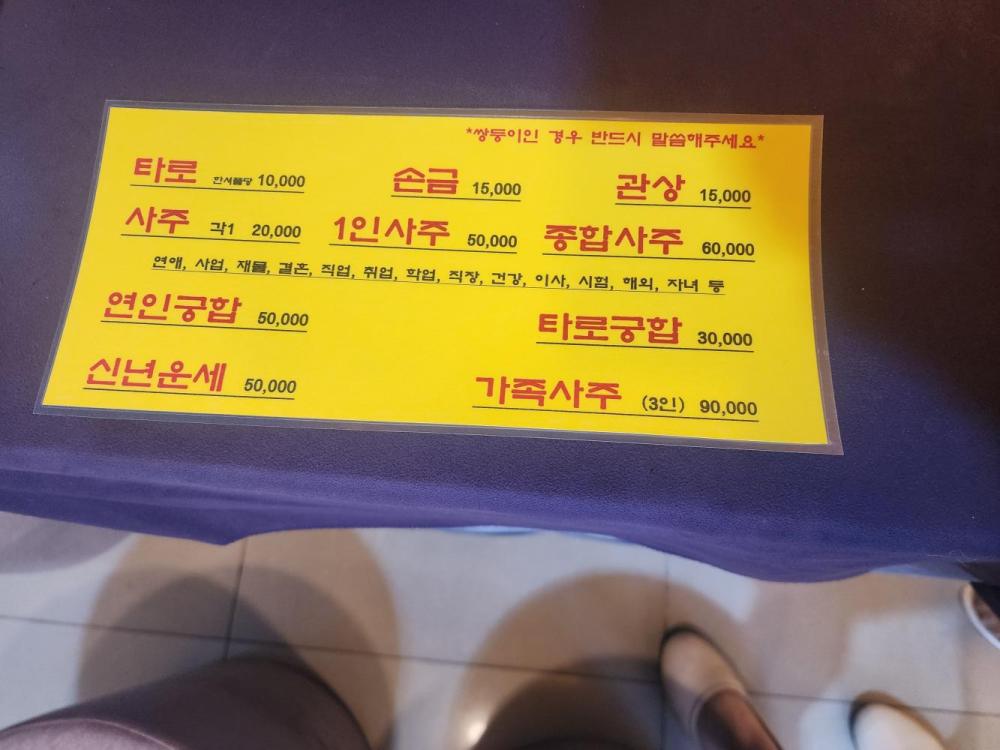 *쌍둥이인 경우 반드시 말씀해주세요*
타로 한서플당 10,000 손금 15,000 관상 15,000
사주 각1 20,000 1인사주 50,000 종합사주 60,000
연애, 사업, 재물, 결혼, 직업, 취업, 학업, 직장, 건강, 이사, 시험, 해외, 자녀 등
연인궁합 50,000 타로궁합 30,000
신년운세 50,000 가족사주 (3인) 90,000